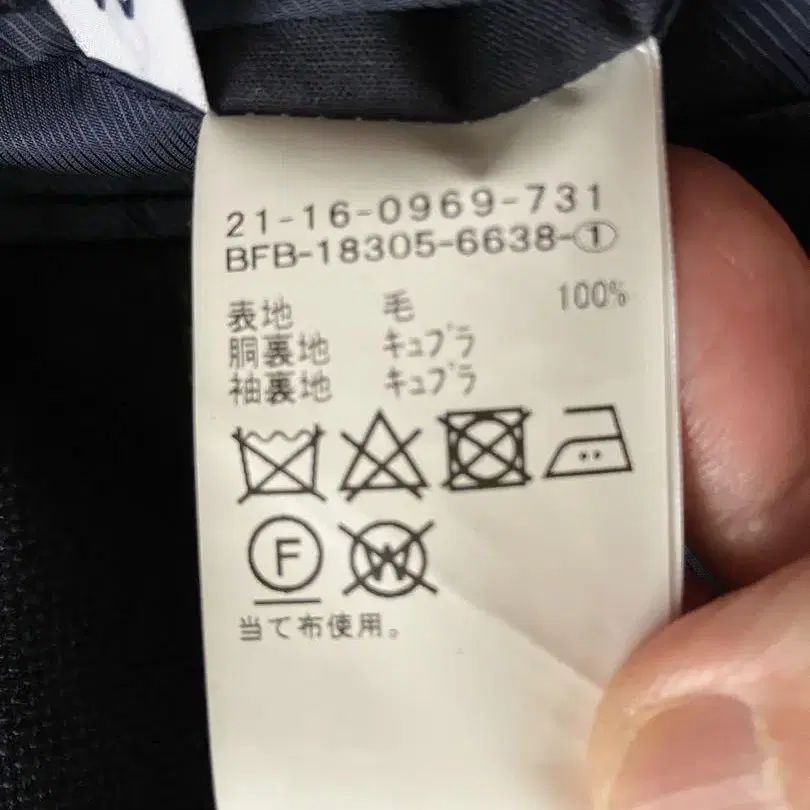 21-16-0969-731
BFB-18305-6638-①
表地 毛 100%
胴裏地 キュプラ
袖裏地 キュプラ
F W
当て布使用。